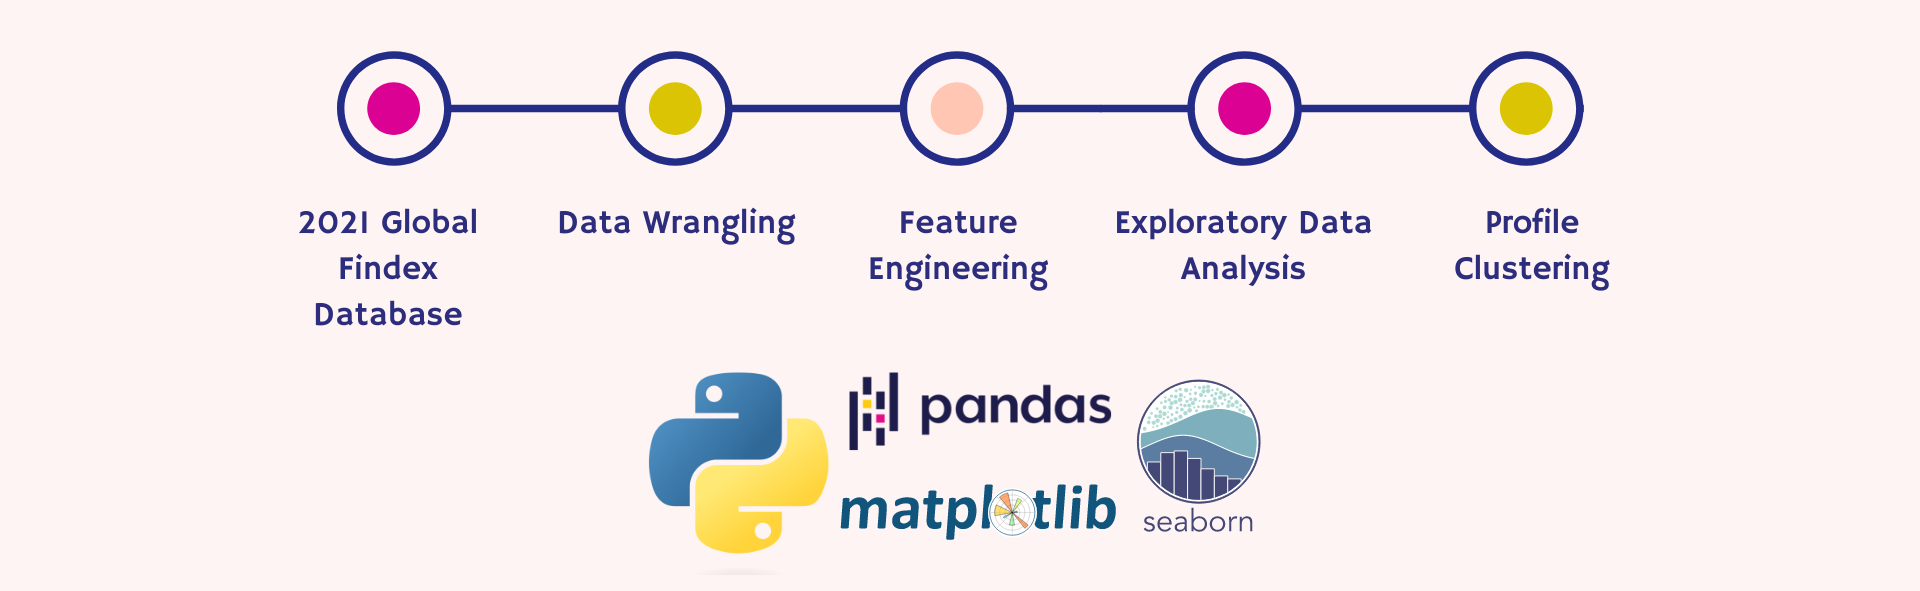 2021 Global
Findex
Database
Data Wrangling
Feature
Engineering
Exploratory Data
Analysis
Profile
Clustering
pandas
matplotlib
seaborn